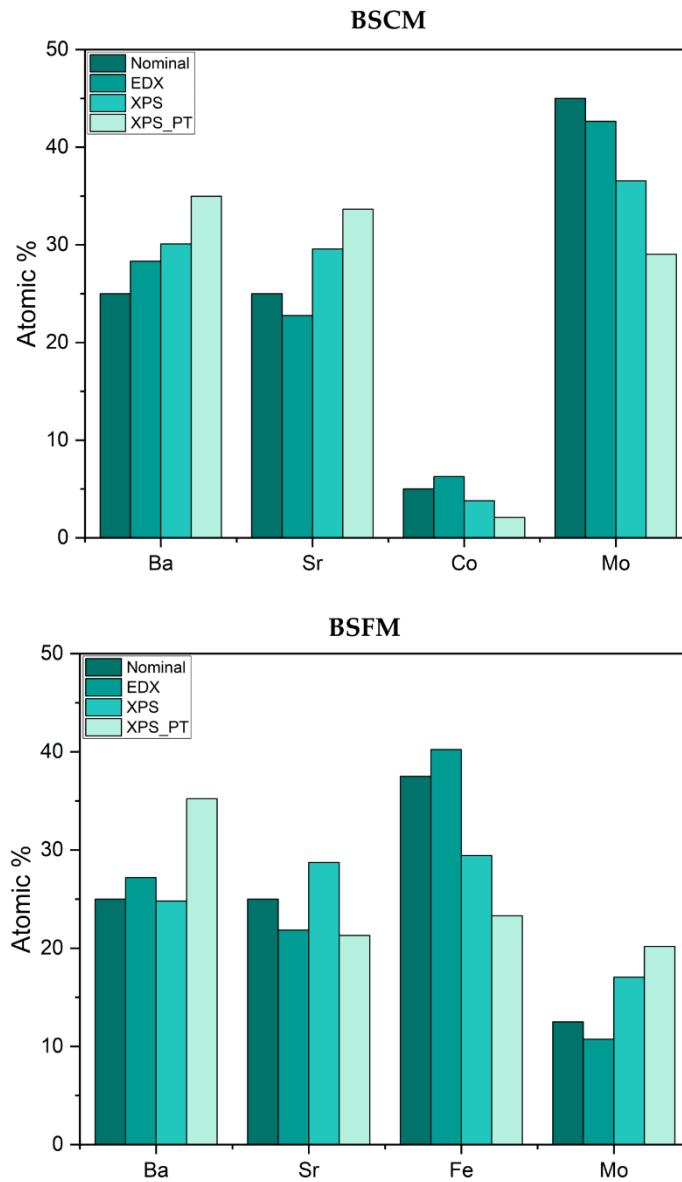 BSCM
50
40
30
20
10
0
Atomic %
Nominal
EDX
XPS
XPS_PT
Ba Sr Co Mo
BSFM
50
40
30
20
10
0
Atomic %
Nominal
EDX
XPS
XPS_PT
Ba Sr Fe Mo